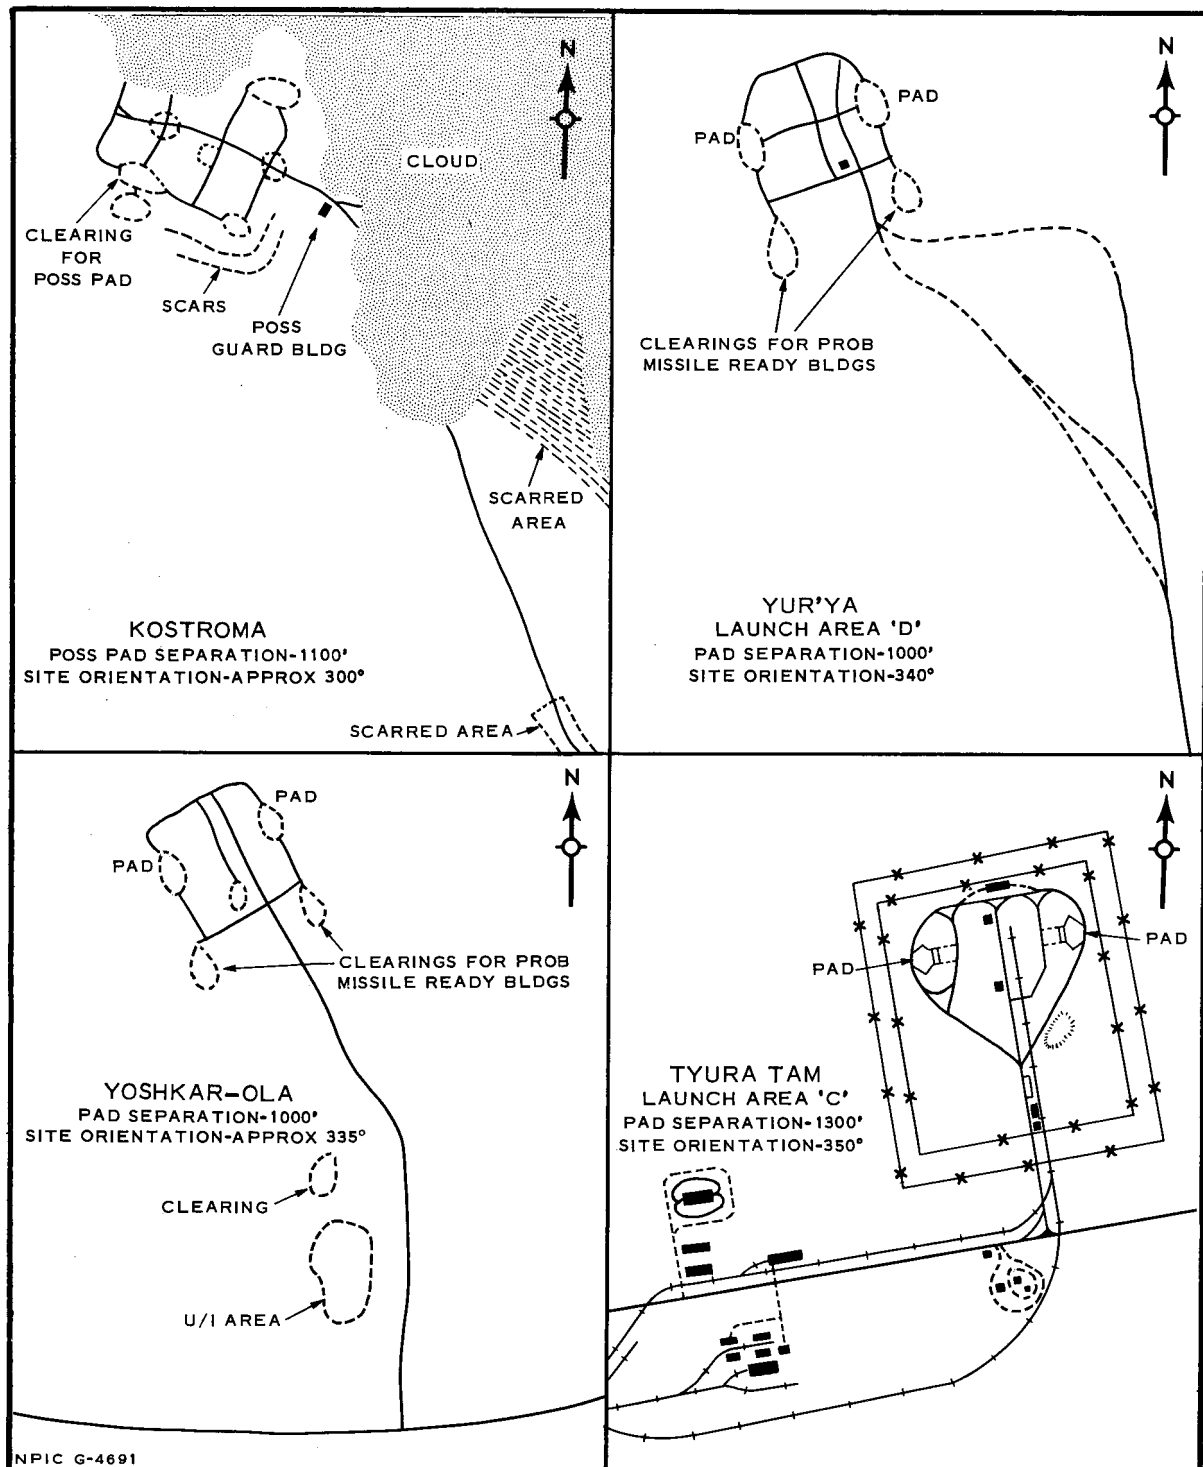 N
CLOUD
CLEARING
FOR
POSS PAD
SCARS
POSS
GUARD BLDG
SCARRED
AREA
KOSTROMA
POSS PAD SEPARATION-1100'
SITE ORIENTATION-APPROX 300°
SCARRED AREA
N
PAD
PAD
CLEARINGS FOR PROB
MISSILE READY BLDGS
YUR'YA
LAUNCH AREA 'D'
PAD SEPARATION-1000'
SITE ORIENTATION-340°
N
PAD
PAD
CLEARINGS FOR PROB
MISSILE READY BLDGS
YOSHKAR-OLA
PAD SEPARATION-1000'
SITE ORIENTATION-APPROX 335°
CLEARING
U/I AREA
NPIC G-4691
N
PAD
PAD
TYURA TAM
LAUNCH AREA 'C'
PAD SEPARATION-1300'
SITE ORIENTATION-350°